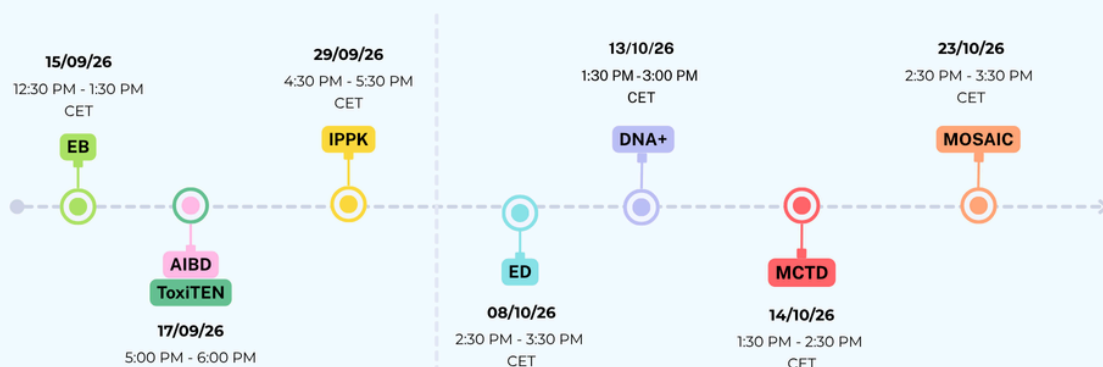 15/09/26
12:30 PM - 1:30 PM
CET
EB
AIBD
ToxiTEN
17/09/26
5:00 PM - 6:00 PM
29/09/26
4:30 PM - 5:30 PM
CET
IPPK
ED
08/10/26
2:30 PM - 3:30 PM
CET
13/10/26
1:30 PM - 3:00 PM
CET
DNA+
MCTD
14/10/26
1:30 PM - 2:30 PM
CET
23/10/26
2:30 PM - 3:30 PM
CET
MOSAIC